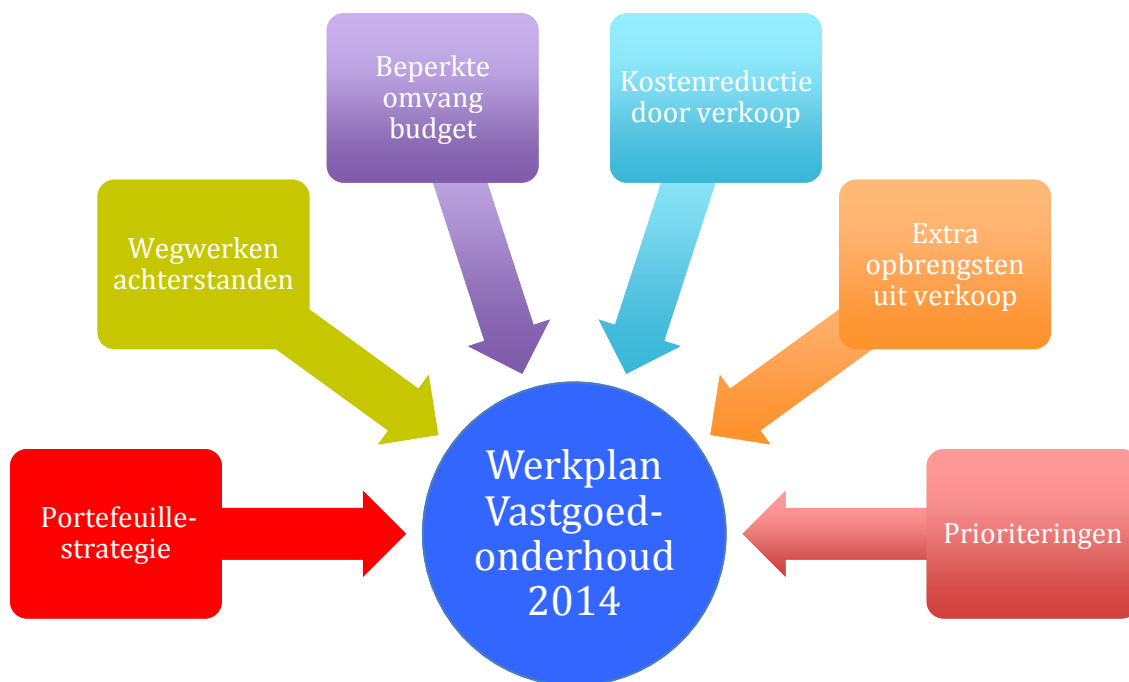 Beperkte
omvang
budget
Kostenreductie
door verkoop
Wegwerken
achterstanden
Extra
opbrengsten
uit verkoop
Portefeuille-
strategie
Werkplan
Vastgoed-
onderhoud
2014
Prioriteringen